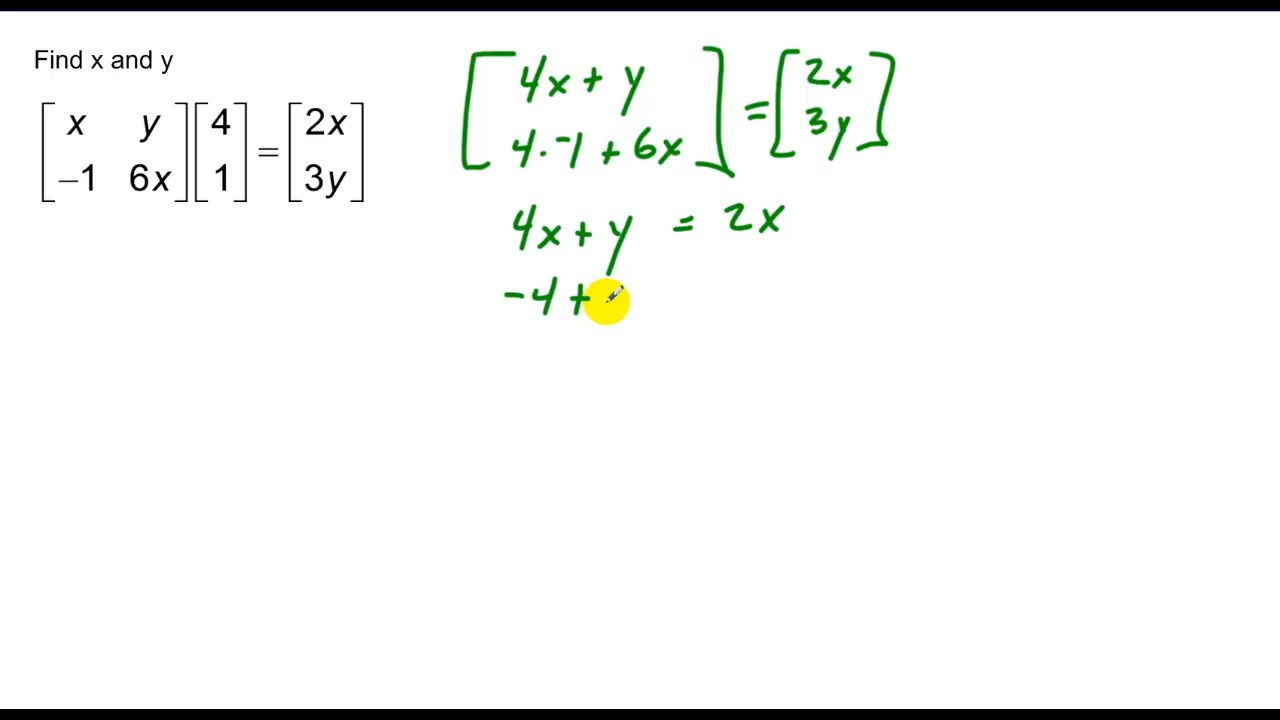 Find x and y
[x y
−1 6x] [4
1] = [2x
3y]
[4x + y
4·-1 + 6x] = [2x
3y]
4x + y = 2x
-4 +